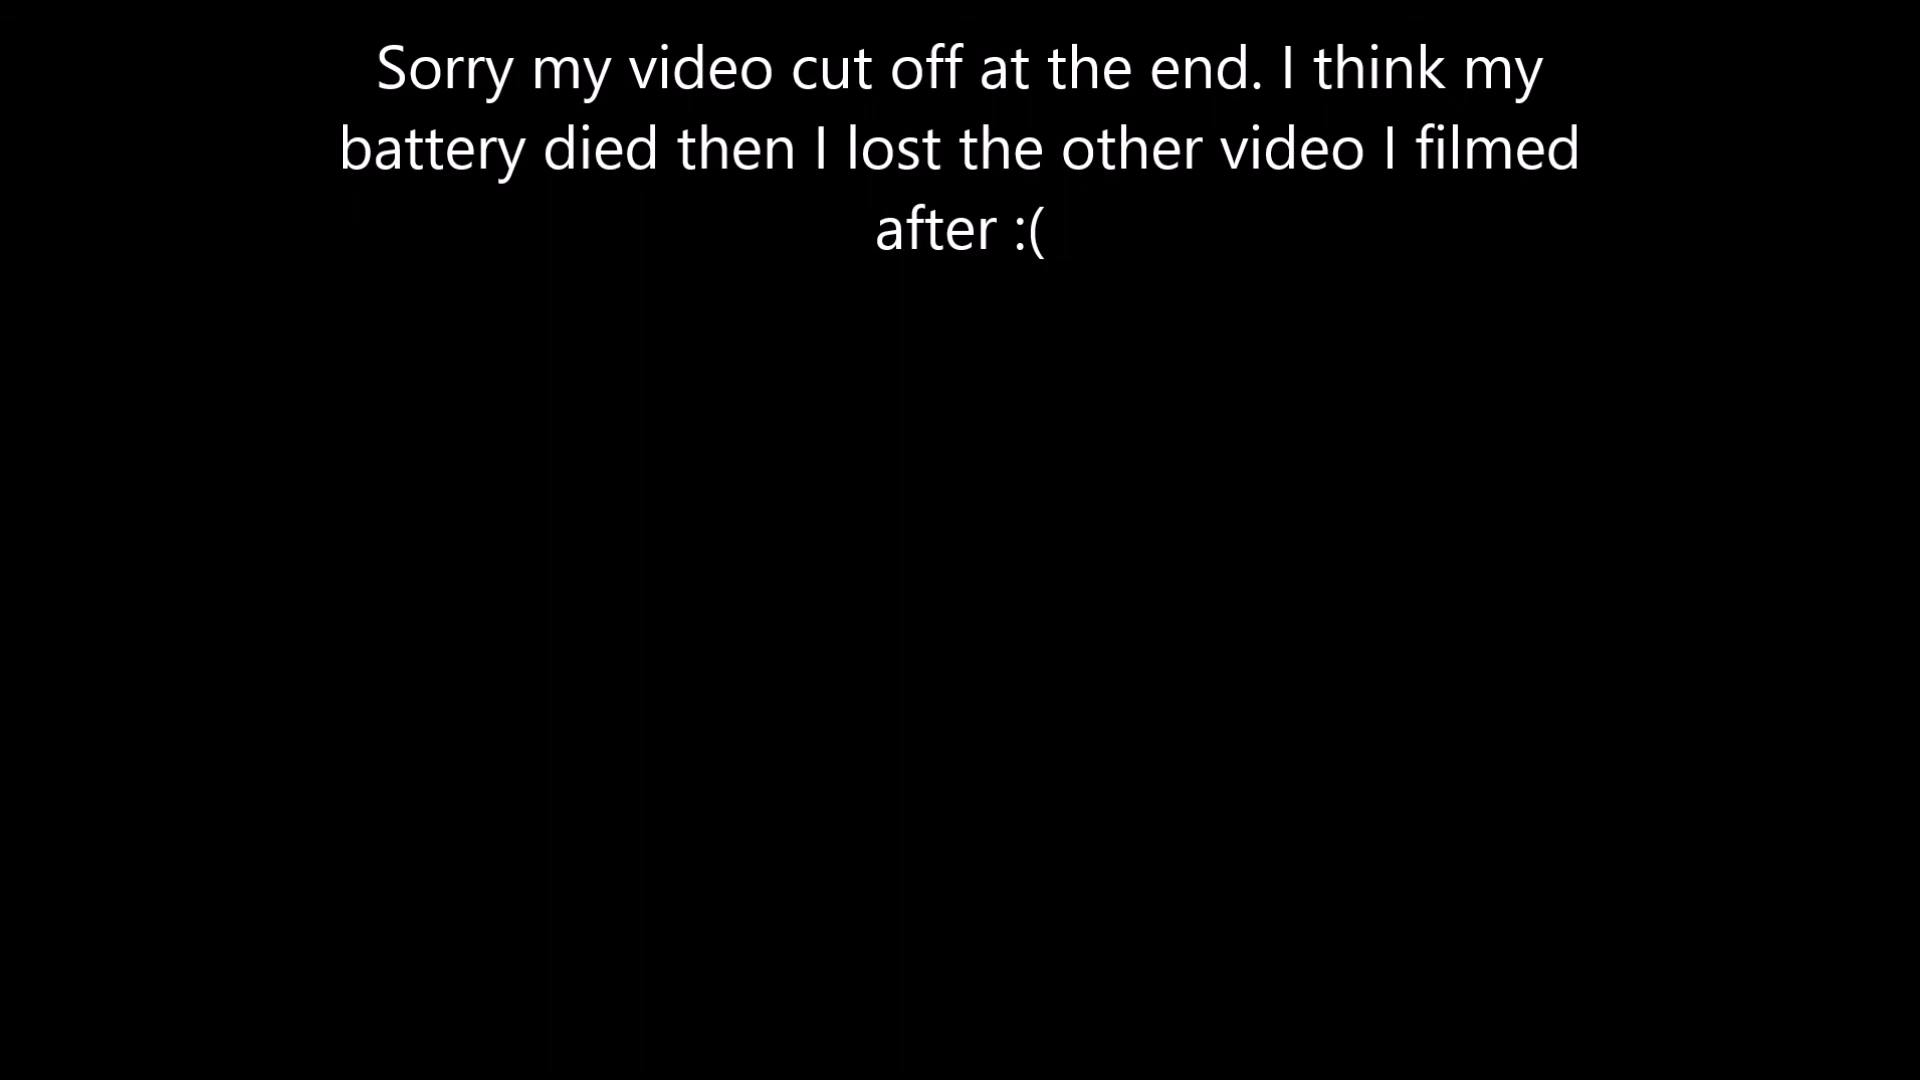 Sorry my video cut off at the end. I think my
battery died then I lost the other video I filmed
after :(